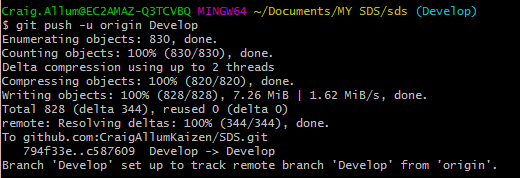 Craig.Allum@EC2AMAZ-Q3TCVBQ MINGW64 ~/Documents/MY SDS/sds (Develop)
$ git push -u origin Develop
Enumerating objects: 830, done.
Counting objects: 100% (830/830), done.
Delta compression using up to 2 threads
Compressing objects: 100% (820/820), done.
Writing objects: 100% (828/828), 7.26 MiB | 1.62 MiB/s, done.
Total 828 (delta 344), reused 0 (delta 0)
remote: Resolving deltas: 100% (344/344), done.
To github.com:CraigAllumKaizen/SDS.git
   794f33e..c587609  Develop -> Develop
Branch 'Develop' set up to track remote branch 'Develop' from 'origin'.